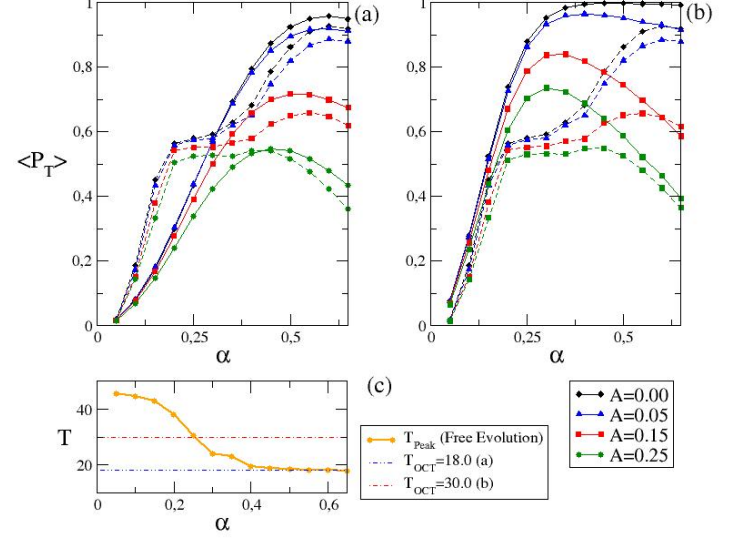 (a)
(b)
1
0,8
0,6
0,4
0,2
0
1
0,8
0,6
0,4
0,2
0
<P_T>
0
0,25
0,5
α
0
0,25
0,5
α
(c)
40
20
T
0
0,2
0,4
0,6
α
T_Peak (Free Evolution)
T_OCT=18.0 (a)
T_OCT=30.0 (b)
A=0.00
A=0.05
A=0.15
A=0.25